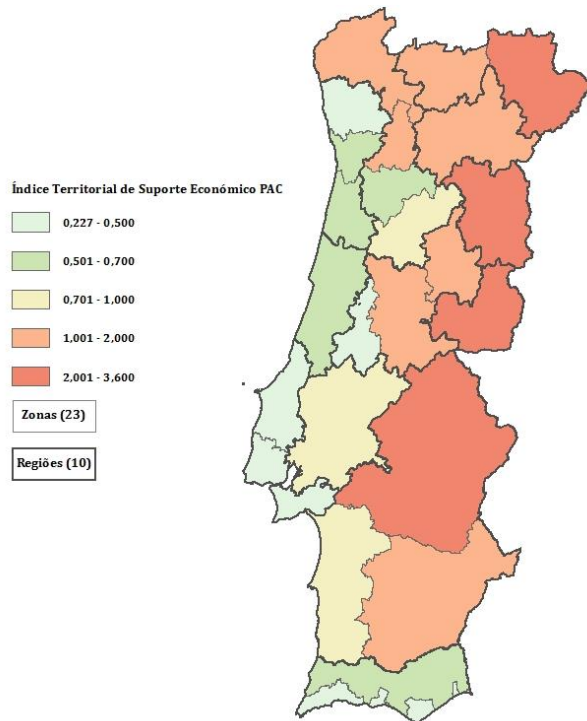 Índice Territorial de Suporte Económico PAC
0,227 - 0,500
0,501 - 0,700
0,701 - 1,000
1,001 - 2,000
2,001 - 3,600
Zonas (23)
Regiões (10)